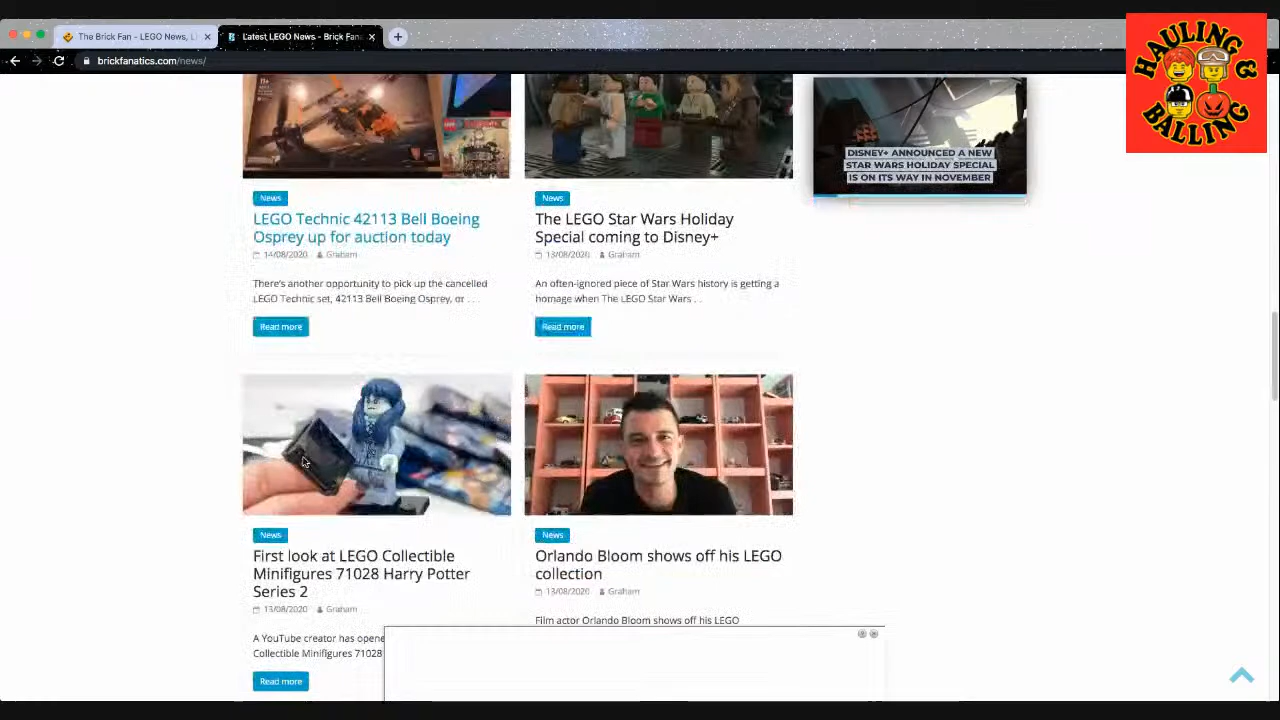 The Brick Fan - LEGO News, L
Latest LEGO News - Brick Fana
brickfanatics.com/news/
HAULING &
BALLING
DISNEY+ ANNOUNCED A NEW
STAR WARS HOLIDAY SPECIAL
IS ON ITS WAY IN NOVEMBER
News
LEGO Technic 42113 Bell Boeing
Osprey up for auction today
14/08/2020 Graham
There's another opportunity to pick up the cancelled
LEGO Technic set, 42113 Bell Boeing Osprey, or . . .
Read more
News
The LEGO Star Wars Holiday
Special coming to Disney+
13/08/2020 Graham
An often-ignored piece of Star Wars history is getting a
homage when The LEGO Star Wars . .
Read more
News
First look at LEGO Collectible
Minifigures 71028 Harry Potter
Series 2
13/08/2020 Graham
A YouTube creator has opene
Collectible Minifigures 71028
Read more
News
Orlando Bloom shows off his LEGO
collection
13/08/2020 Graham
Film actor Orlando Bloom shows off his LEGO